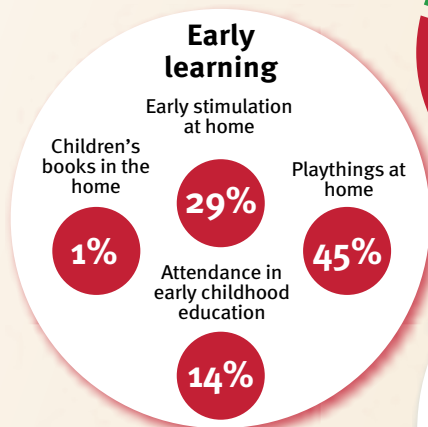 Early
learning
Early stimulation
at home
29%
Children’s
books in the
home
1%
Playthings at
home
45%
Attendance in
early childhood
education
14%